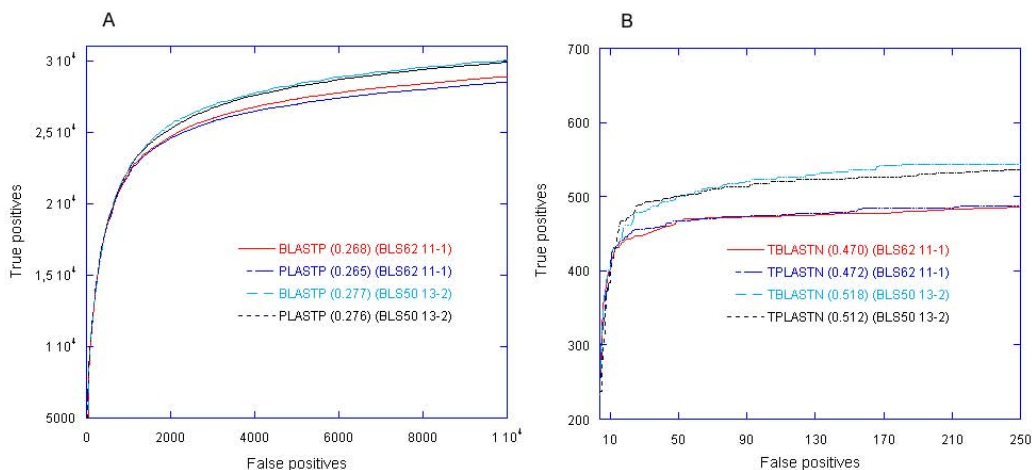 A
3 10⁴
2,5 10⁴
2 10⁴
1,5 10⁴
1 10⁴
5000
True positives
BLASTP (0.268) (BLS62 11-1)
PLASTP (0.265) (BLS62 11-1)
BLASTP (0.277) (BLS50 13-2)
PLASTP (0.276) (BLS50 13-2)
0
2000
4000
6000
8000
1 10⁴
False positives
B
700
600
500
400
300
200
True positives
TBLASTN (0.470) (BLS62 11-1)
TPLASTN (0.472) (BLS62 11-1)
TBLASTN (0.518) (BLS50 13-2)
TPLASTN (0.512) (BLS50 13-2)
10
50
90
130
170
210
250
False positives